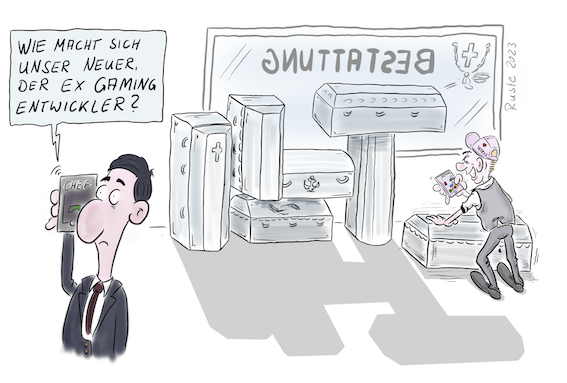 WIE MACHT SICH
UNSER NEUER,
DER EX GAMING
ENTWICKLER?
BESTATTUNG
CHEF
Rusle 2023